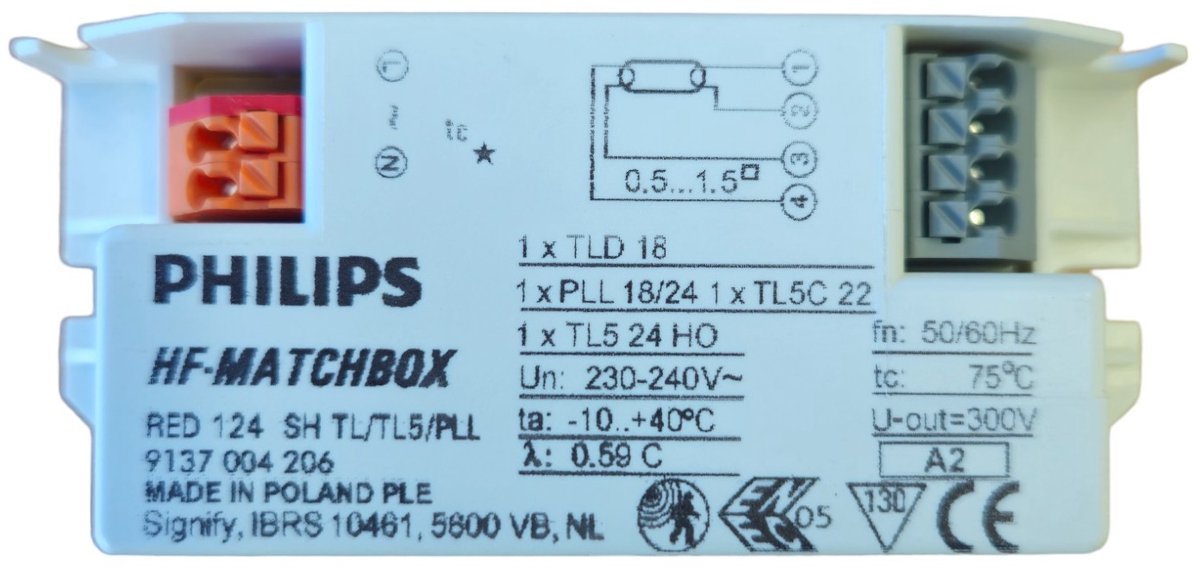 L
~
N
tc
1
2
3
4
0.5...1.5
PHILIPS
HF-MATCHBOX
RED 124 SH TL/TL5/PLL
9137 004 206
MADE IN POLAND PLE
Signify, IBRS 10461, 5600 VB, NL
1 x TLD 18
1 x PLL 18/24 1 x TL5C 22
1 x TL5 24 HO
Un: 230-240V~
ta: -10..+40°C
λ: 0.59 C
fn: 50/60Hz
tc: 75°C
U-out=300V
A2
ENEC 05
130
CE